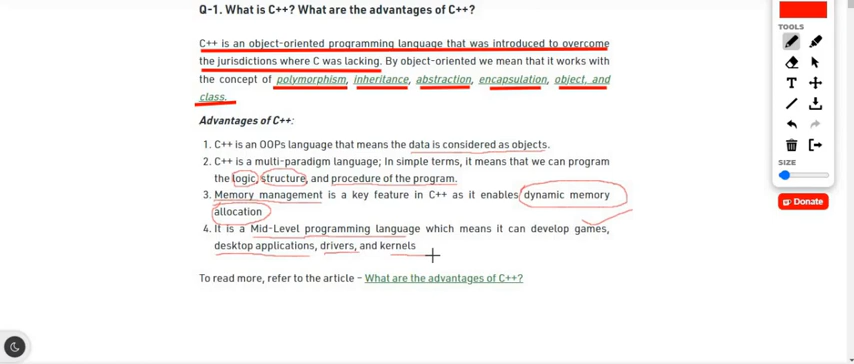 Q-1. What is C++? What are the advantages of C++?
C++ is an object-oriented programming language that was introduced to overcome
the jurisdictions where C was lacking. By object-oriented we mean that it works with
the concept of polymorphism, inheritance, abstraction, encapsulation, object, and
class.
Advantages of C++:
1. C++ is an OOPs language that means the data is considered as objects.
2. C++ is a multi-paradigm language; In simple terms, it means that we can program
the logic, structure, and procedure of the program.
3. Memory management is a key feature in C++ as it enables dynamic memory
allocation
4. It is a Mid-Level programming language which means it can develop games,
desktop applications, drivers, and kernels
To read more, refer to the article – What are the advantages of C++?
TOOLS
T
SIZE
Donate